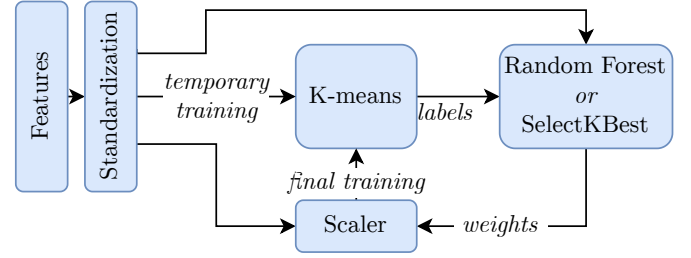 Features
Standardization
temporary
training
K-means
labels
Random Forest
or
SelectKBest
final training
Scaler
weights